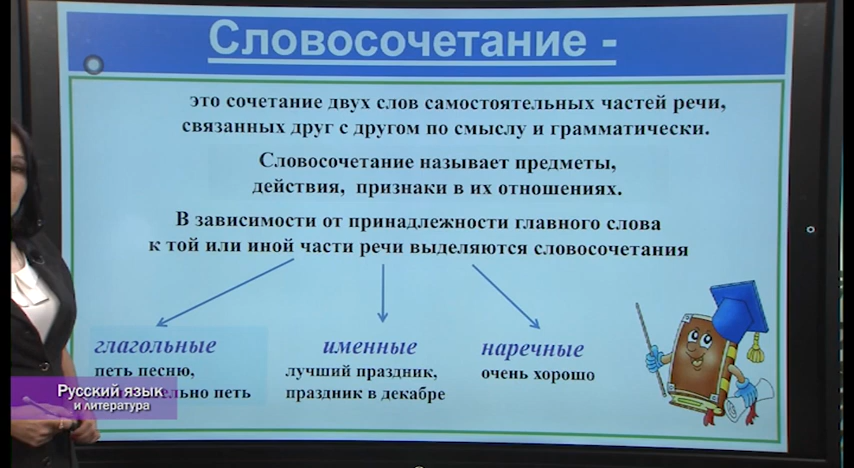 Словосочетание -
это сочетание двух слов самостоятельных частей речи,
связанных друг с другом по смыслу и грамматически.
Словосочетание называет предметы,
действия, признаки в их отношениях.
В зависимости от принадлежности главного слова
к той или иной части речи выделяются словосочетания
глагольные
именные
наречные
петь песню,
лучший праздник,
очень хорошо
петь
праздник в декабре
Русский язык
и литература